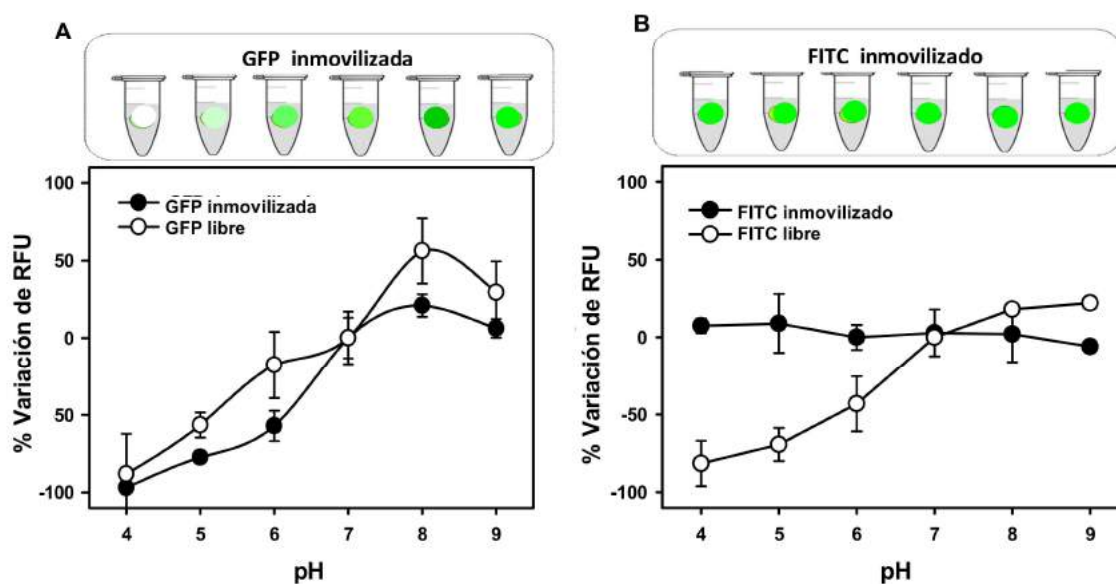 A
GFP inmovilizada
100
50
0
-50
-100
% Variación de RFU
GFP inmovilizada
GFP libre
4 5 6 7 8 9
pH
B
FITC inmovilizado
100
50
0
-50
-100
% Variación de RFU
FITC inmovilizado
FITC libre
4 5 6 7 8 9
pH